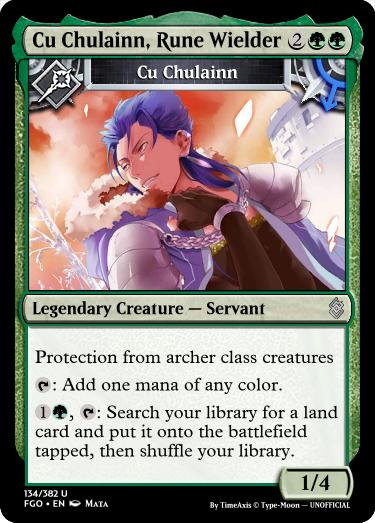 Cu Chulainn, Rune Wielder 2
Cu Chulainn
Legendary Creature — Servant
Protection from archer class creatures
: Add one mana of any color.
1 , : Search your library for a land
card and put it onto the battlefield
tapped, then shuffle your library.
1/4
134/382 U
FGO • EN Mata
By TimeAxis © Type-Moon — UNOFFICIAL